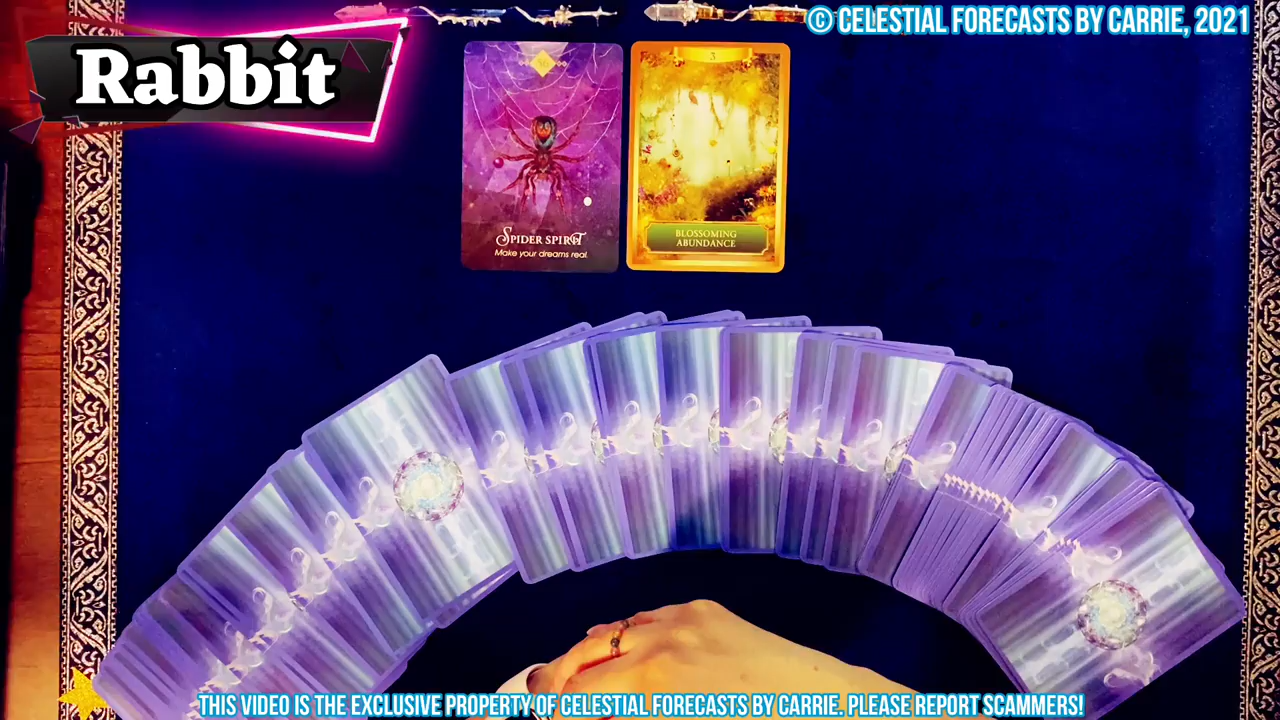 © CELESTIAL FORECASTS BY CARRIE, 2021
Rabbit
3
SPIDER SPIRIT
Make your dreams real.
BLOSSOMING
ABUNDANCE
THIS VIDEO IS THE EXCLUSIVE PROPERTY OF CELESTIAL FORECASTS BY CARRIE. PLEASE REPORT SCAMMERS!